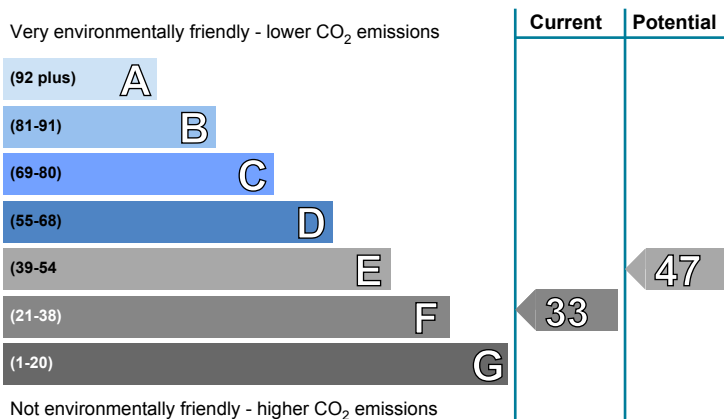 Current Potential
Very environmentally friendly - lower CO2 emissions
(92 plus) A
(81-91) B
(69-80) C
(55-68) D
(39-54 E 47
(21-38) F 33
(1-20) G
Not environmentally friendly - higher CO2 emissions